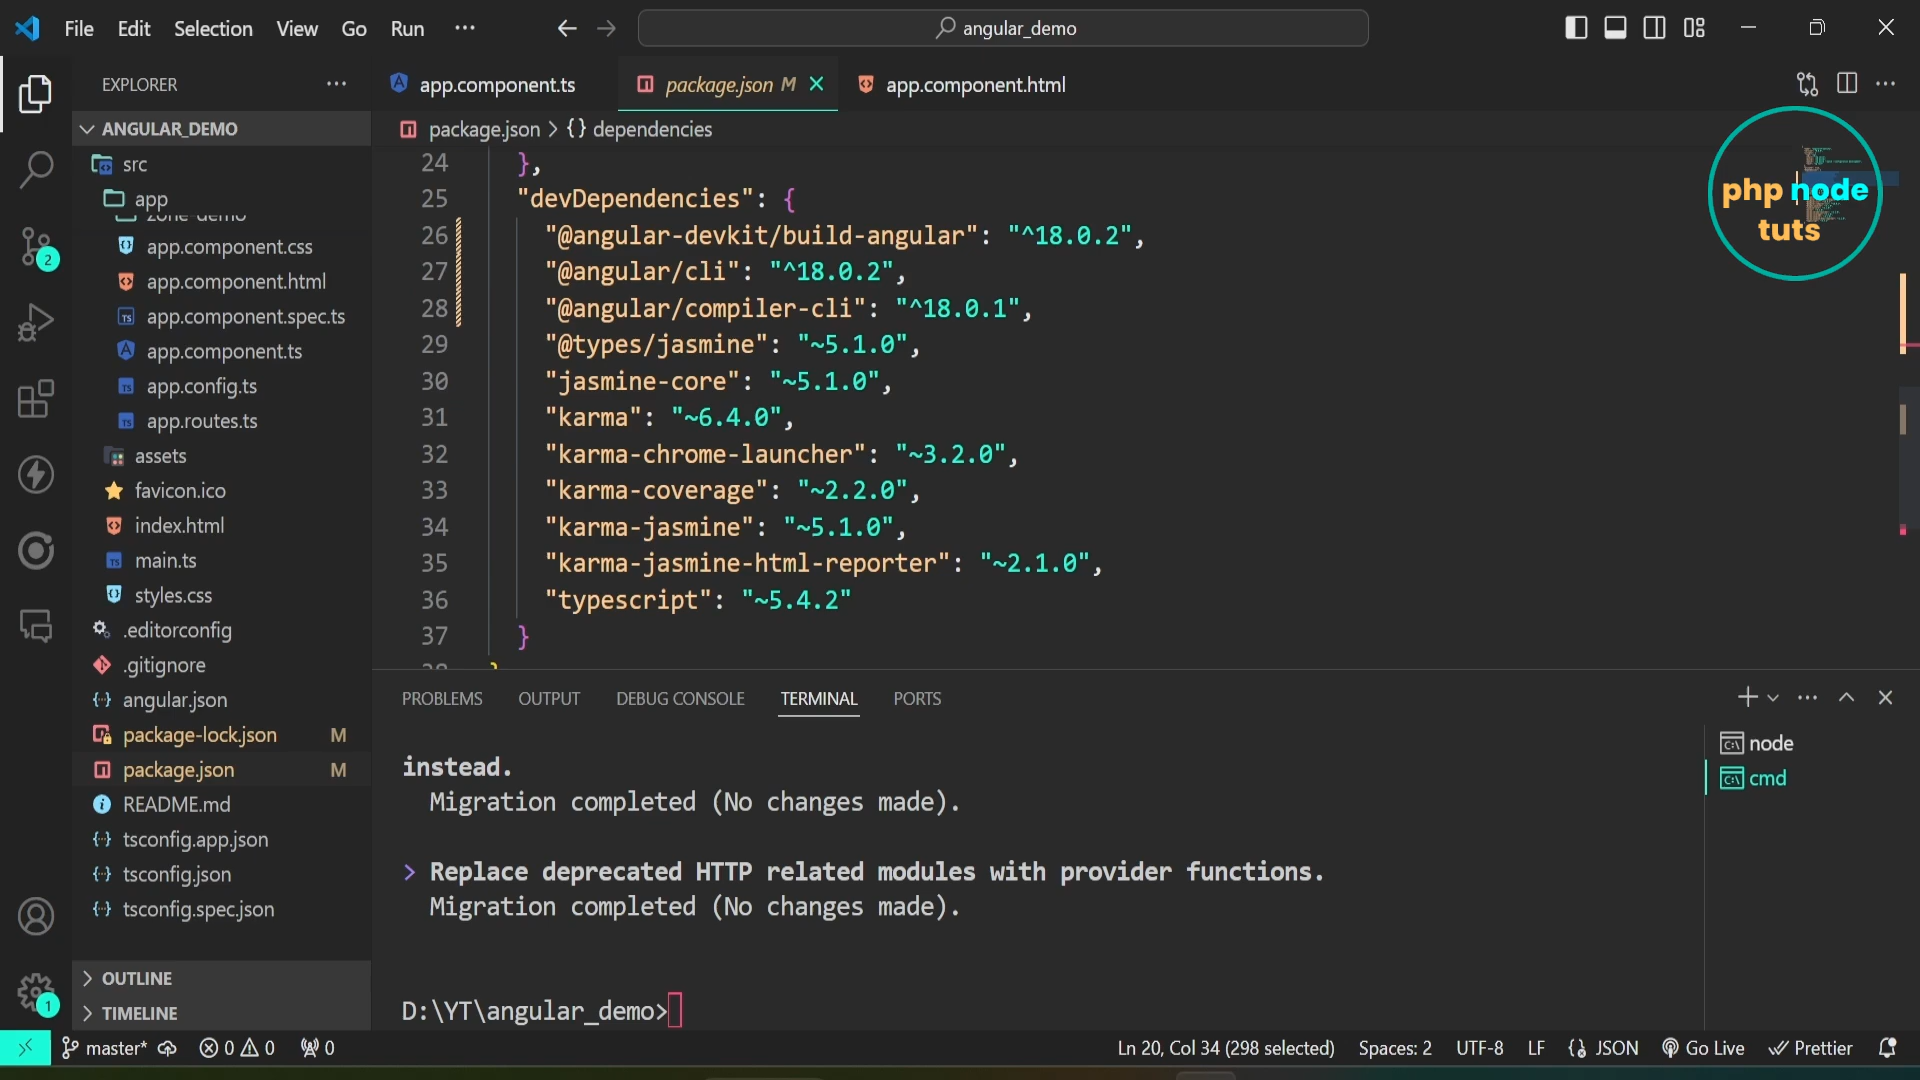 File Edit Selection View Go Run ···
angular_demo
EXPLORER
ANGULAR_DEMO
src
app
zone-demo
app.component.css
app.component.html
app.component.spec.ts
app.component.ts
app.config.ts
app.routes.ts
assets
favicon.ico
index.html
main.ts
styles.css
.editorconfig
.gitignore
angular.json
package-lock.json M
package.json M
README.md
tsconfig.app.json
tsconfig.json
tsconfig.spec.json
OUTLINE
TIMELINE
2
1
app.component.ts package.json M app.component.html
package.json > {} dependencies
24 },
25 "devDependencies": {
26 "@angular-devkit/build-angular": "^18.0.2",
27 "@angular/cli": "^18.0.2",
28 "@angular/compiler-cli": "^18.0.1",
29 "@types/jasmine": "~5.1.0",
30 "jasmine-core": "~5.1.0",
31 "karma": "~6.4.0",
32 "karma-chrome-launcher": "~3.2.0",
33 "karma-coverage": "~2.2.0",
34 "karma-jasmine": "~5.1.0",
35 "karma-jasmine-html-reporter": "~2.1.0",
36 "typescript": "~5.4.2"
37 }
php node
tuts
PROBLEMS OUTPUT DEBUG CONSOLE TERMINAL PORTS
instead.
Migration completed (No changes made).
> Replace deprecated HTTP related modules with provider functions.
Migration completed (No changes made).
D:\YT\angular_demo>
node
cmd
master* 0 0 0
Ln 20, Col 34 (298 selected) Spaces: 2 UTF-8 LF JSON Go Live Prettier